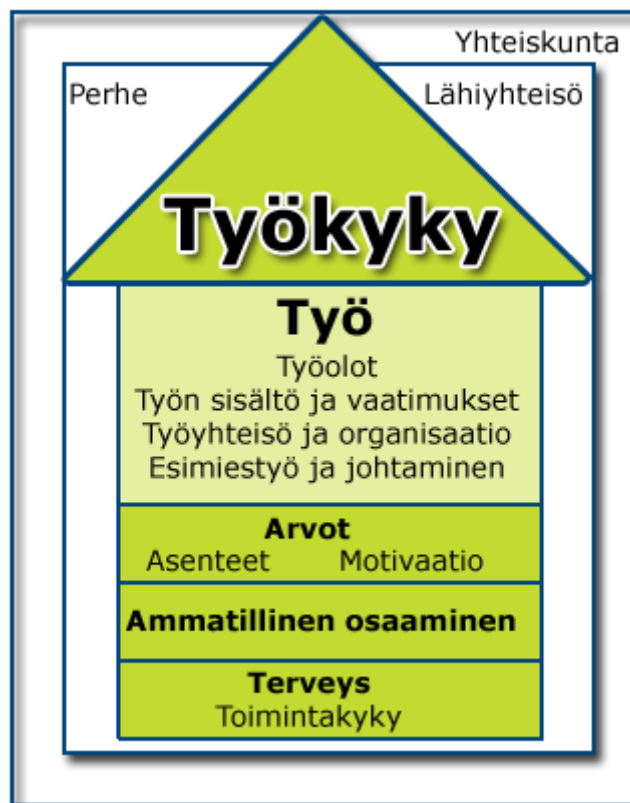 Yhteiskunta
Perhe
Lähiyhteisö
Työkyky
Työ
Työolot
Työn sisältö ja vaatimukset
Työyhteisö ja organisaatio
Esimiestyö ja johtaminen
Arvot
Asenteet Motivaatio
Ammatillinen osaaminen
Terveys
Toimintakyky